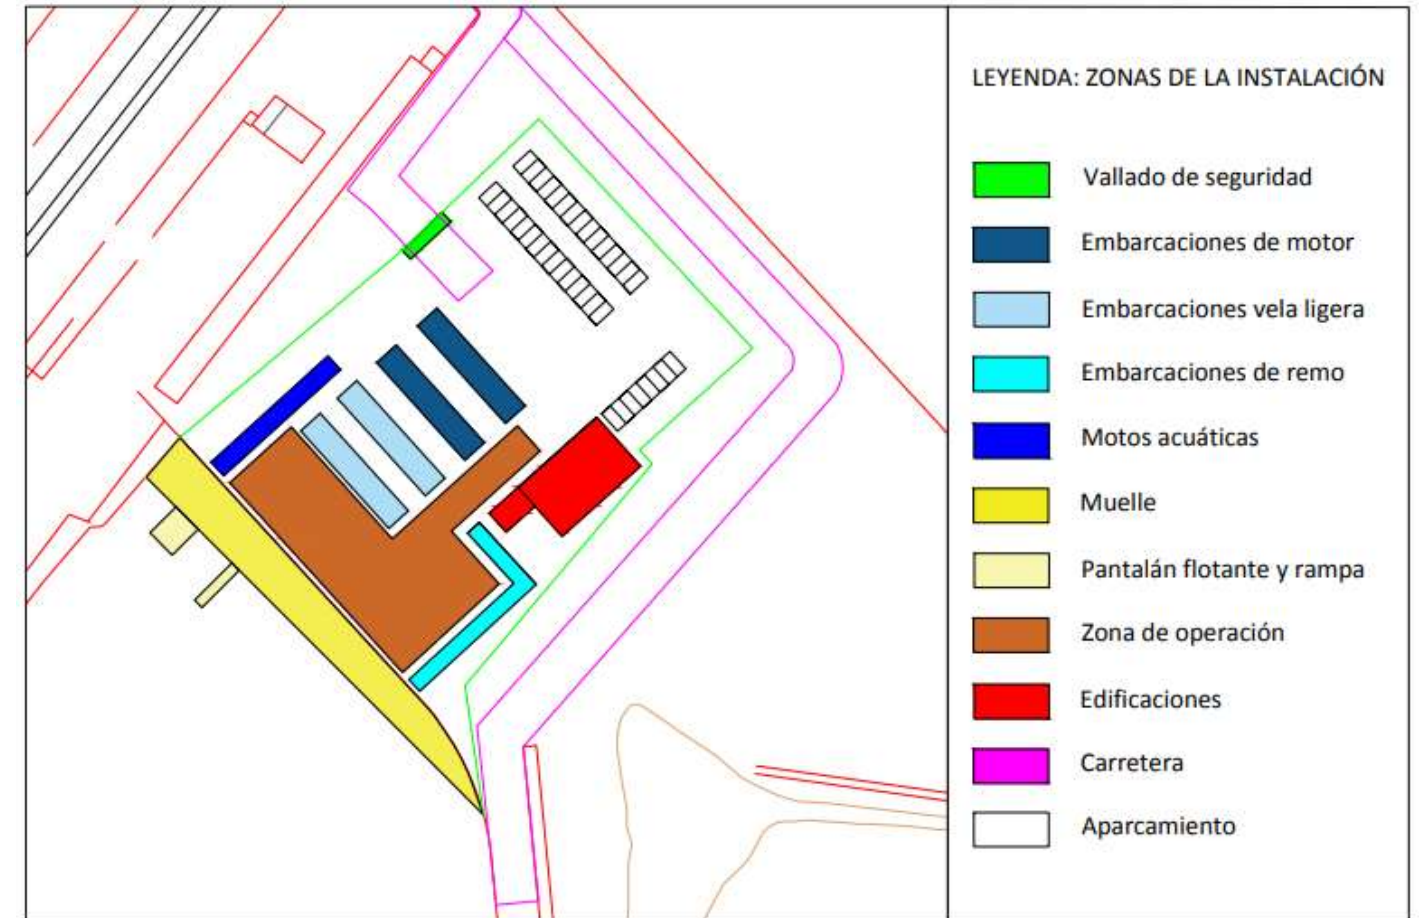 LEYENDA: ZONAS DE LA INSTALACIÓN
Vallado de seguridad
Embarcaciones de motor
Embarcaciones vela ligera
Embarcaciones de remo
Motos acuáticas
Muelle
Pantalán flotante y rampa
Zona de operación
Edificaciones
Carretera
Aparcamiento